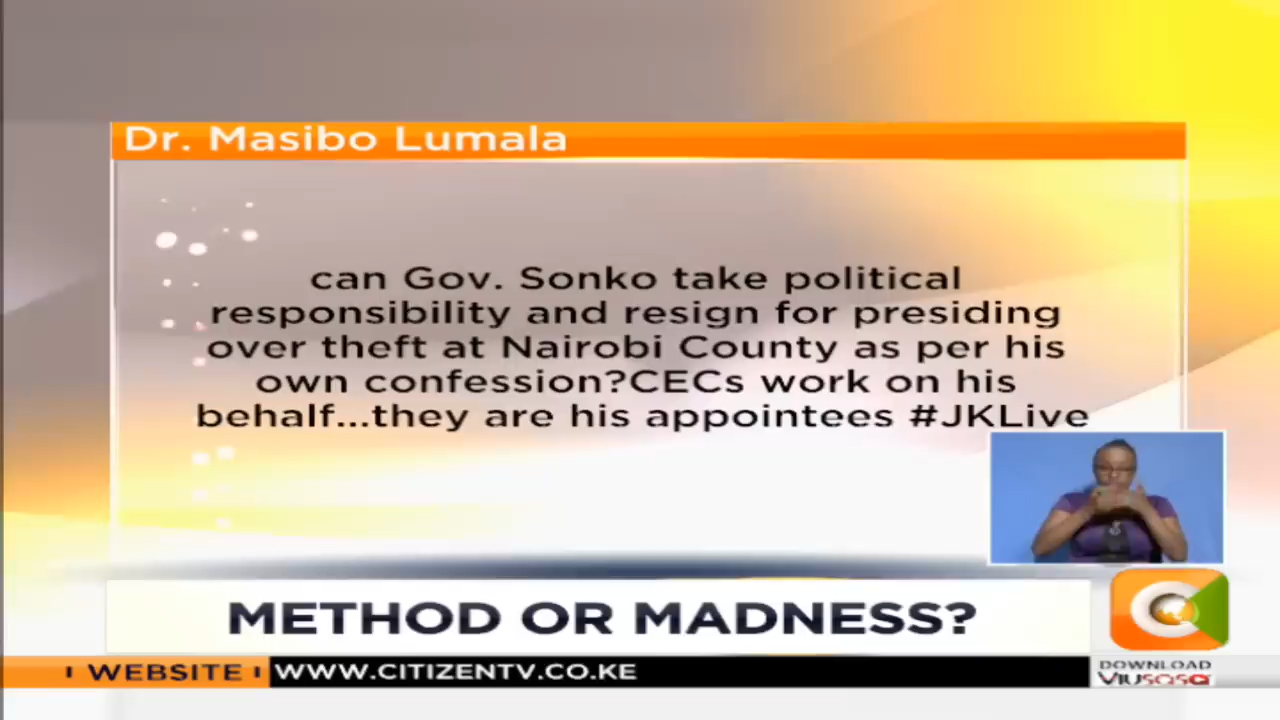 Dr. Masibo Lumala
can Gov. Sonko take political
responsibility and resign for presiding
over theft at Nairobi County as per his
own confession?CECs work on his
behalf...they are his appointees #JKLive
METHOD OR MADNESS?
WEBSITE
WWW.CITIZENTV.CO.KE
DOWNLOAD
VIUSASA